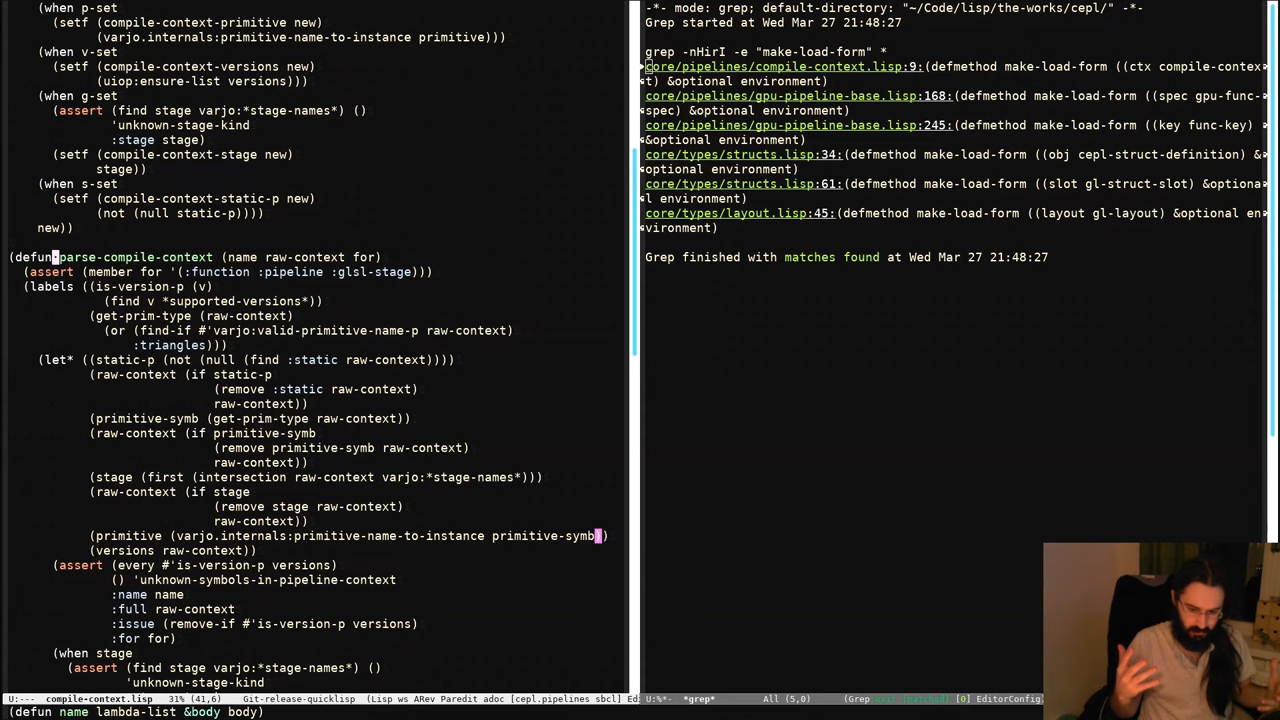 (when p-set
(setf (compile-context-primitive new)
(varjo.internals:primitive-name-to-instance primitive)))
(when v-set
(setf (compile-context-versions new)
(uiop:ensure-list versions)))
(when g-set
(assert (find stage varjo:*stage-names*) ()
'unknown-stage-kind
:stage stage)
(setf (compile-context-stage new)
stage))
(when s-set
(setf (compile-context-static-p new)
(not (null static-p))))
new))
(defun parse-compile-context (name raw-context for)
(assert (member for '(:function :pipeline :glsl-stage)))
(labels ((is-version-p (v)
(find v *supported-versions*))
(get-prim-type (raw-context)
(or (find-if #'varjo:valid-primitive-name-p raw-context)
:triangles)))
(let* ((static-p (not (null (find :static raw-context))))
(raw-context (if static-p
(remove :static raw-context)
raw-context))
(primitive-symb (get-prim-type raw-context))
(raw-context (if primitive-symb
(remove primitive-symb raw-context)
raw-context))
(stage (first (intersection raw-context varjo:*stage-names*)))
(raw-context (if stage
(remove stage raw-context)
raw-context))
(primitive (varjo.internals:primitive-name-to-instance primitive-symb))
(versions raw-context))
(assert (every #'is-version-p versions)
() 'unknown-symbols-in-pipeline-context
:name name
:full raw-context
:issue (remove-if #'is-version-p versions)
:for for)
(when stage
(assert (find stage varjo:*stage-names*) ()
'unknown-stage-kind
U:--- compile-context.lisp 31% (41,6) Git-release-quicklisp (Lisp ws ARev Paredit adoc [cepl.pipelines sbcl] Ed
(defun name lambda-list &body body)
-*- mode: grep; default-directory: "~/Code/lisp/the-works/cepl/" -*-
Grep started at Wed Mar 27 21:48:27
grep -nHirI -e "make-load-form" *
core/pipelines/compile-context.lisp:9:(defmethod make-load-form ((ctx compile-contex
t) &optional environment)
core/pipelines/gpu-pipeline-base.lisp:168:(defmethod make-load-form ((spec gpu-func-
spec) &optional environment)
core/pipelines/gpu-pipeline-base.lisp:245:(defmethod make-load-form ((key func-key)
&optional environment)
core/types/structs.lisp:34:(defmethod make-load-form ((obj cepl-struct-definition) &
optional environment)
core/types/structs.lisp:61:(defmethod make-load-form ((slot gl-struct-slot) &optiona
l environment)
core/types/layout.lisp:45:(defmethod make-load-form ((layout gl-layout) &optional en
vironment)
Grep finished with matches found at Wed Mar 27 21:48:27
U:%*- *grep* All (5,0) (Grep:exit [matched] [0] EditorConfig